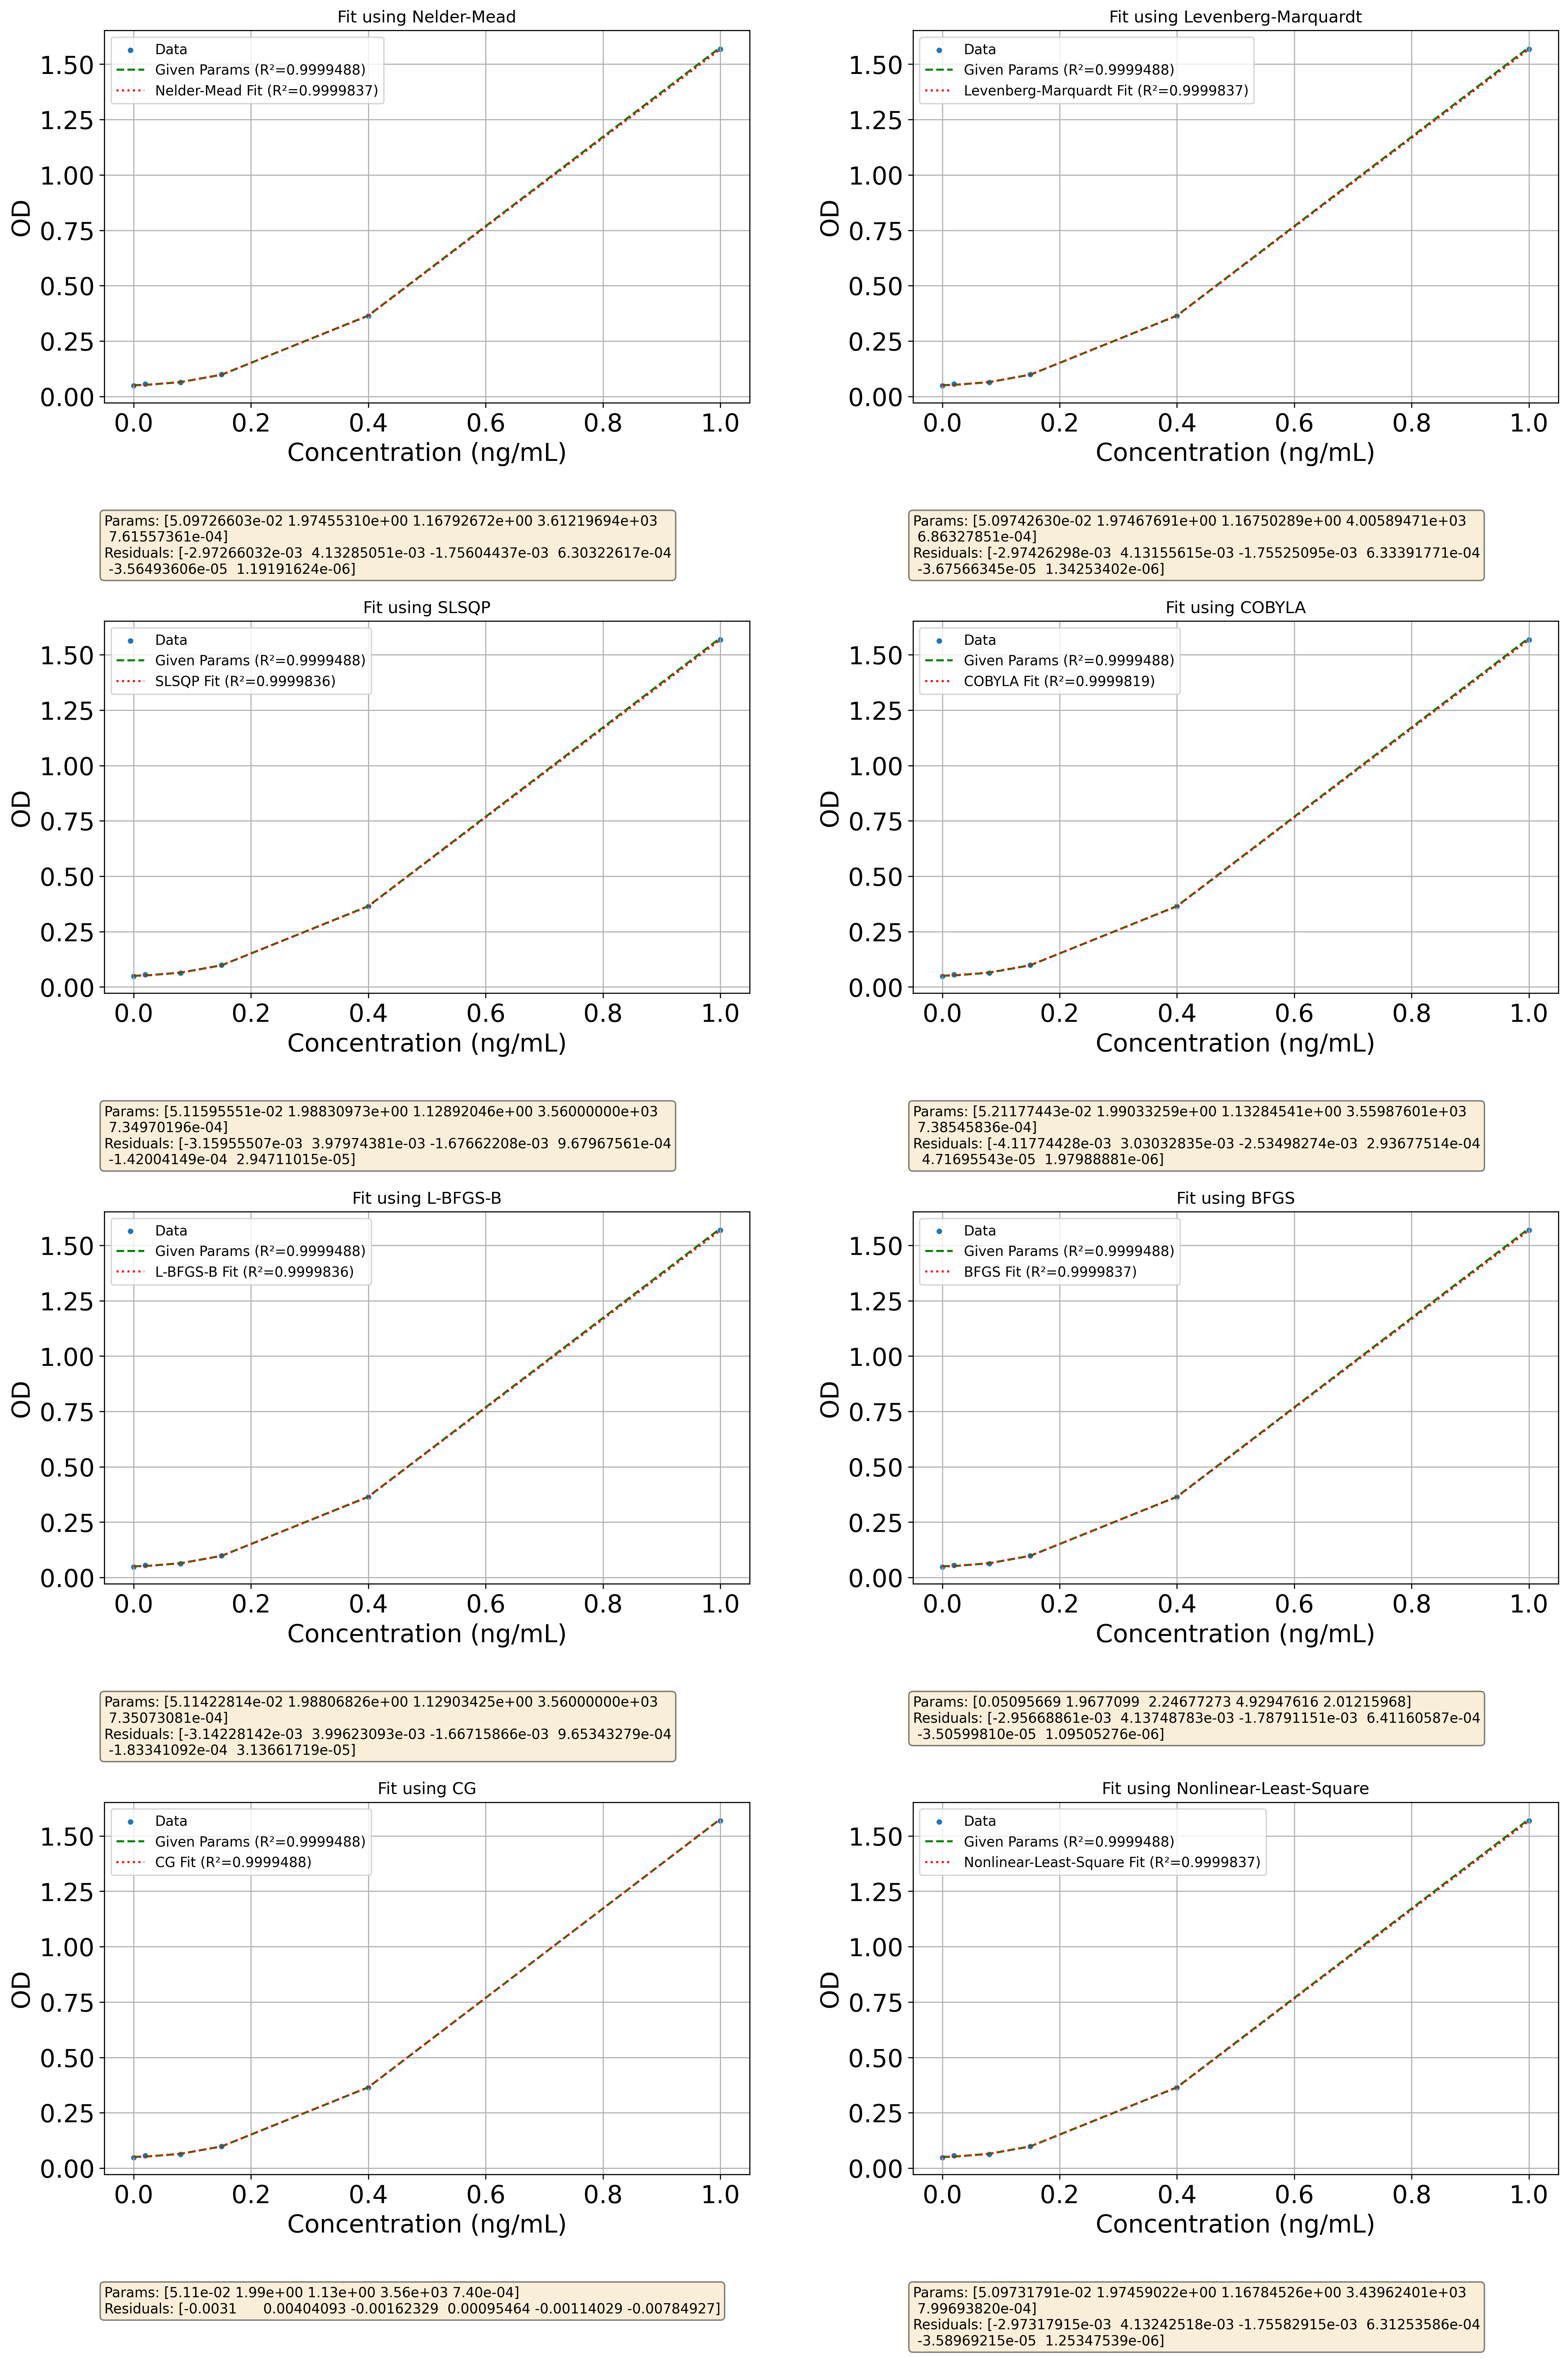 Fit using Nelder-Mead
Data
Given Params (R²=0.9999488)
Nelder-Mead Fit (R²=0.9999837)
1.50
1.25
1.00
0.75
0.50
0.25
0.00
OD
0.0 0.2 0.4 0.6 0.8 1.0
Concentration (ng/mL)
Params: [5.09726603e-02 1.97455310e+00 1.16792672e+00 3.61219694e+03
7.61557361e-04]
Residuals: [-2.97266032e-03 4.13285051e-03 -1.75604437e-03 6.30322617e-04
-3.56493606e-05 1.19191624e-06]
Fit using Levenberg-Marquardt
Data
Given Params (R²=0.9999488)
Levenberg-Marquardt Fit (R²=0.9999837)
1.50
1.25
1.00
0.75
0.50
0.25
0.00
OD
0.0 0.2 0.4 0.6 0.8 1.0
Concentration (ng/mL)
Params: [5.09742630e-02 1.97467691e+00 1.16750289e+00 4.00589471e+03
6.86327851e-04]
Residuals: [-2.97426298e-03 4.13155615e-03 -1.75525095e-03 6.33391771e-04
-3.67566345e-05 1.34253402e-06]
Fit using SLSQP
Data
Given Params (R²=0.9999488)
SLSQP Fit (R²=0.9999836)
1.50
1.25
1.00
0.75
0.50
0.25
0.00
OD
0.0 0.2 0.4 0.6 0.8 1.0
Concentration (ng/mL)
Params: [5.11595551e-02 1.98830973e+00 1.12892046e+00 3.56000000e+03
7.34970196e-04]
Residuals: [-3.15955507e-03 3.97974381e-03 -1.67662208e-03 9.67967561e-04
-1.42004149e-04 2.94711015e-05]
Fit using COBYLA
Data
Given Params (R²=0.9999488)
COBYLA Fit (R²=0.9999819)
1.50
1.25
1.00
0.75
0.50
0.25
0.00
OD
0.0 0.2 0.4 0.6 0.8 1.0
Concentration (ng/mL)
Params: [5.21177443e-02 1.99033259e+00 1.13284541e+00 3.55987601e+03
7.38545836e-04]
Residuals: [-4.11774428e-03 3.03032835e-03 -2.53498274e-03 2.93677514e-04
4.71695543e-05 1.97988881e-06]
Fit using L-BFGS-B
Data
Given Params (R²=0.9999488)
L-BFGS-B Fit (R²=0.9999836)
1.50
1.25
1.00
0.75
0.50
0.25
0.00
OD
0.0 0.2 0.4 0.6 0.8 1.0
Concentration (ng/mL)
Params: [5.11422814e-02 1.98806826e+00 1.12903425e+00 3.56000000e+03
7.35073081e-04]
Residuals: [-3.14228142e-03 3.99623093e-03 -1.66715866e-03 9.65343279e-04
-1.83341092e-04 3.13661719e-05]
Fit using BFGS
Data
Given Params (R²=0.9999488)
BFGS Fit (R²=0.9999837)
1.50
1.25
1.00
0.75
0.50
0.25
0.00
OD
0.0 0.2 0.4 0.6 0.8 1.0
Concentration (ng/mL)
Params: [0.05095669 1.9677099 2.24677273 4.92947616 2.01215968]
Residuals: [-2.95668861e-03 4.13748783e-03 -1.78791151e-03 6.41160587e-04
-3.50599810e-05 1.09505276e-06]
Fit using CG
Data
Given Params (R²=0.9999488)
CG Fit (R²=0.9999488)
1.50
1.25
1.00
0.75
0.50
0.25
0.00
OD
0.0 0.2 0.4 0.6 0.8 1.0
Concentration (ng/mL)
Params: [5.11e-02 1.99e+00 1.13e+00 3.56e+03 7.40e-04]
Residuals: [-0.0031 0.00404093 -0.00162329 0.00095464 -0.00114029 -0.00784927]
Fit using Nonlinear-Least-Square
Data
Given Params (R²=0.9999488)
Nonlinear-Least-Square Fit (R²=0.9999837)
1.50
1.25
1.00
0.75
0.50
0.25
0.00
OD
0.0 0.2 0.4 0.6 0.8 1.0
Concentration (ng/mL)
Params: [5.09731791e-02 1.97459022e+00 1.16784526e+00 3.43962401e+03
7.99693820e-04]
Residuals: [-2.97317915e-03 4.13242518e-03 -1.75582915e-03 6.31253586e-04
-3.58969215e-05 1.25347539e-06]